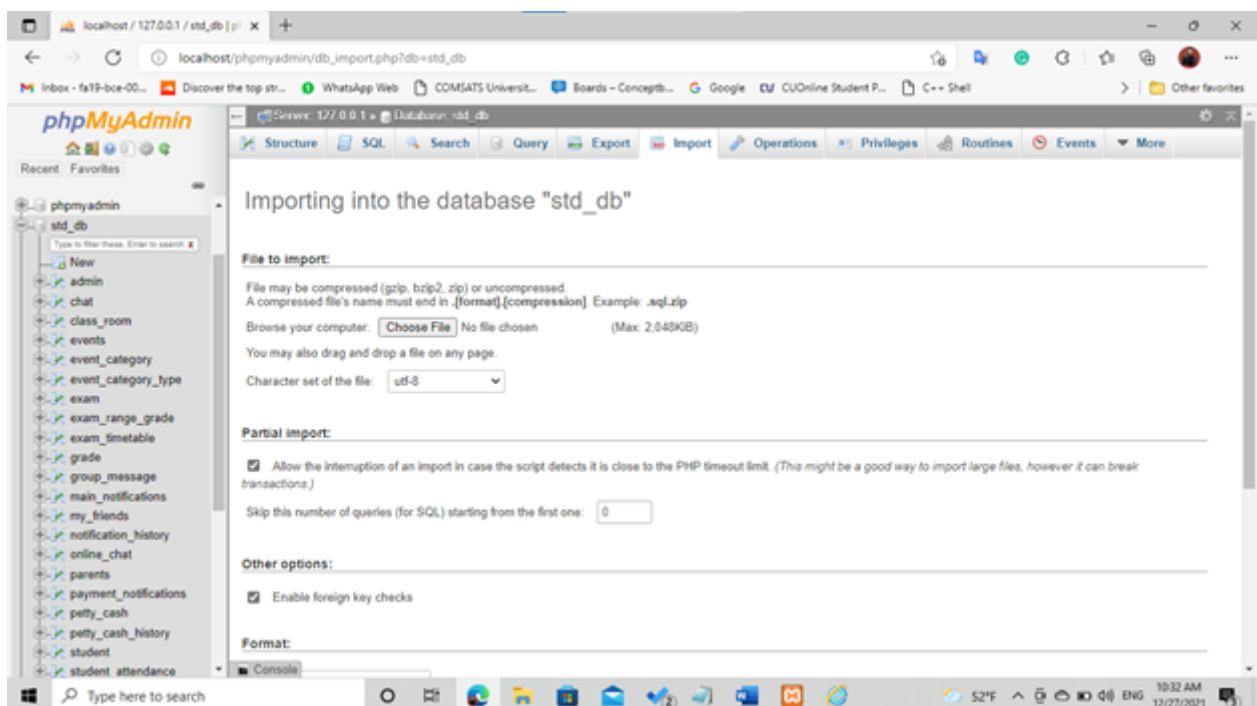 localhost / 127.0.0.1 / std_db | p
localhost/phpmyadmin/db_import.php?db=std_db
Inbox - fa19-bce-00... Discover the top str... WhatsApp Web COMSATS Universit... Boards – Conceptb... Google CUOnline Student P... C++ Shell Other favorites
phpMyAdmin
Recent Favorites
phpmyadmin
std_db
Type to filter these, Enter to search X
New
admin
chat
class_room
events
event_category
event_category_type
exam
exam_range_grade
exam_timetable
grade
group_message
main_notifications
my_friends
notification_history
online_chat
parents
payment_notifications
petty_cash
petty_cash_history
student
student_attendance
Server: 127.0.0.1 » Database: std_db
Structure SQL Search Query Export Import Operations Privileges Routines Events More
Importing into the database "std_db"
File to import:
File may be compressed (gzip, bzip2, zip) or uncompressed.
A compressed file's name must end in .[format].[compression]. Example: .sql.zip
Browse your computer: Choose File No file chosen (Max: 2,048KiB)
You may also drag and drop a file on any page.
Character set of the file: utf-8
Partial import:
Allow the interruption of an import in case the script detects it is close to the PHP timeout limit. (This might be a good way to import large files, however it can break
transactions.)
Skip this number of queries (for SQL) starting from the first one: 0
Other options:
Enable foreign key checks
Format:
Console
Type here to search
52°F ENG 10:32 AM
12/27/2021